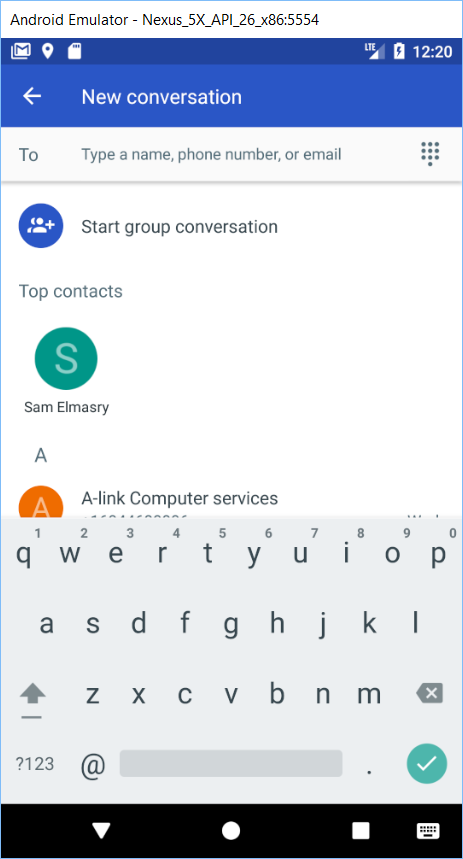 Android Emulator - Nexus_5X_API_26_x86:5554
LTE 12:20
New conversation
To Type a name, phone number, or email
Start group conversation
Top contacts
S
Sam Elmasry
A
A A-link Computer services
1 2 3 4 5 6 7 8 9 0
q w e r t y u i o p
a s d f g h j k l
z x c v b n m
?123 @ .